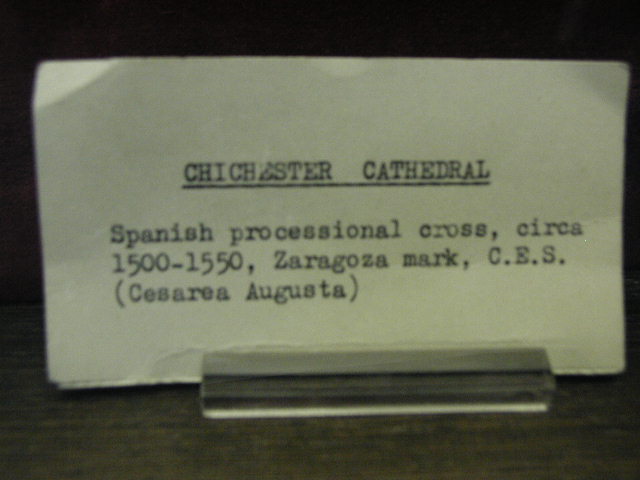 CHICHESTER CATHEDRAL
Spanish processional cross, circa
1500-1550, Zaragoza mark, C.E.S.
(Cesarea Augusta)